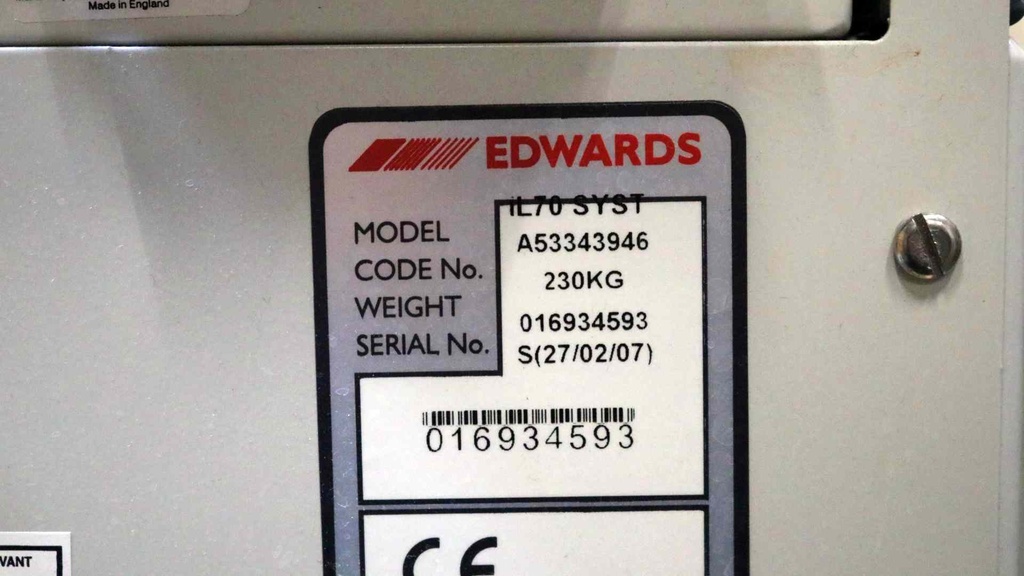 Made in England
EDWARDS
iL70 SYST
MODEL
A53343946
CODE No.
230KG
WEIGHT
016934593
SERIAL No.
S(27/02/07)
016934593
CE
VANT